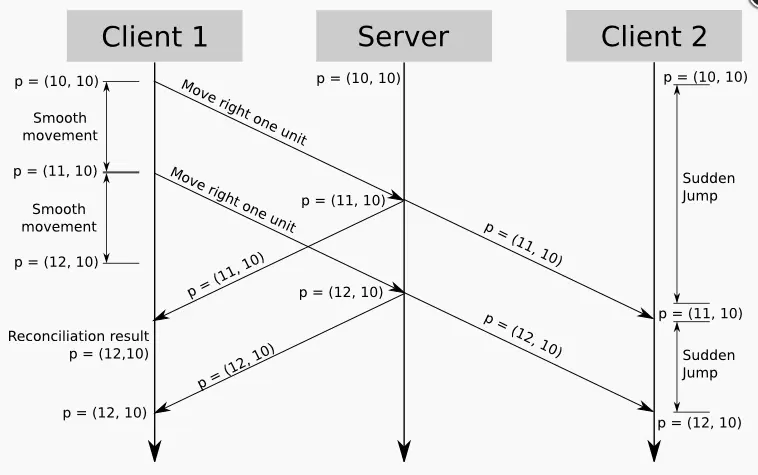 Client 1
Server
Client 2
p = (10, 10)
p = (10, 10)
p = (10, 10)
Move right one unit
Smooth
movement
p = (11, 10)
Move right one unit
Sudden
Jump
p = (11, 10)
Smooth
movement
p = (11, 10)
p = (12, 10)
p = (11, 10)
p = (12, 10)
p = (11, 10)
Reconciliation result
p = (12,10)
p = (12, 10)
p = (12, 10)
Sudden
Jump
p = (12, 10)
p = (12, 10)